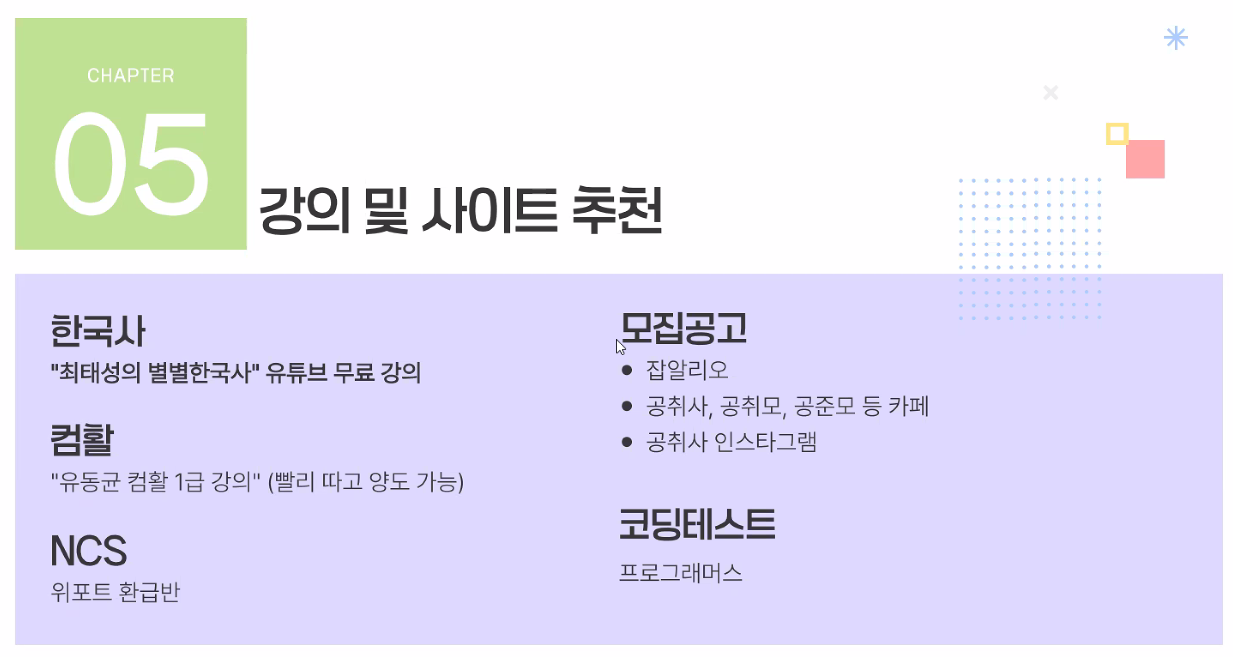 CHAPTER
05
강의 및 사이트 추천
한국사
"최태성의 별별한국사" 유튜브 무료 강의
컴활
"유동균 컴활 1급 강의" (빨리 따고 양도 가능)
NCS
위포트 환급반
모집공고
• 잡알리오
• 공취사, 공취모, 공준모 등 카페
• 공취사 인스타그램
코딩테스트
프로그래머스